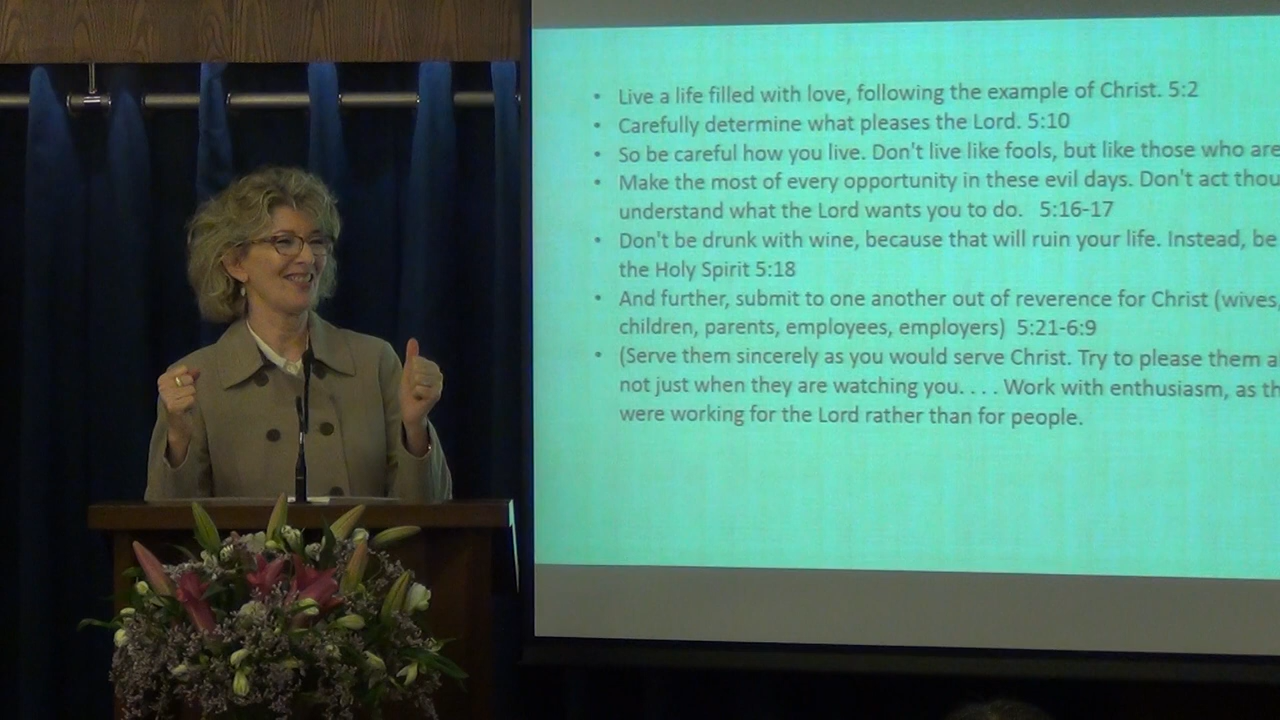 • Live a life filled with love, following the example of Christ. 5:2
• Carefully determine what pleases the Lord. 5:10
• So be careful how you live. Don't live like fools, but like those who are
• Make the most of every opportunity in these evil days. Don't act thou
understand what the Lord wants you to do. 5:16-17
• Don't be drunk with wine, because that will ruin your life. Instead, be
the Holy Spirit 5:18
• And further, submit to one another out of reverence for Christ (wives,
children, parents, employees, employers) 5:21-6:9
• (Serve them sincerely as you would serve Christ. Try to please them a
not just when they are watching you. . . . Work with enthusiasm, as th
were working for the Lord rather than for people.